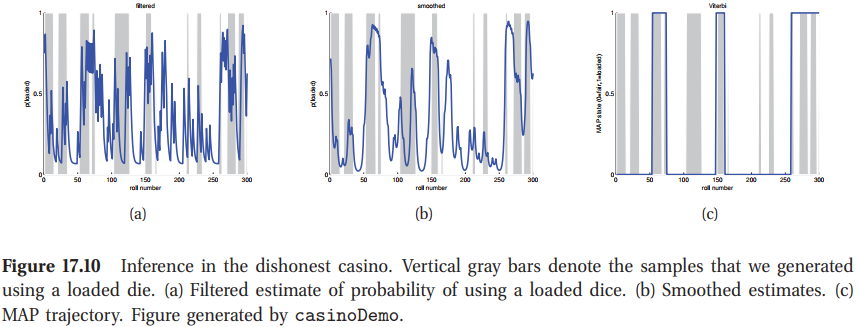 filtered
smoothed
Viterbi
1
0.5
0
p(loaded)
0
50
100
150
200
250
300
roll number
1
0.5
0
p(loaded)
0
50
100
150
200
250
300
roll number
1
0.5
0
MAP state (0=fair,1=loaded)
0
50
100
150
200
250
300
roll number
(a)
(b)
(c)
Figure 17.10 Inference in the dishonest casino. Vertical gray bars denote the samples that we generated
using a loaded die. (a) Filtered estimate of probability of using a loaded dice. (b) Smoothed estimates. (c)
MAP trajectory. Figure generated by casinoDemo.